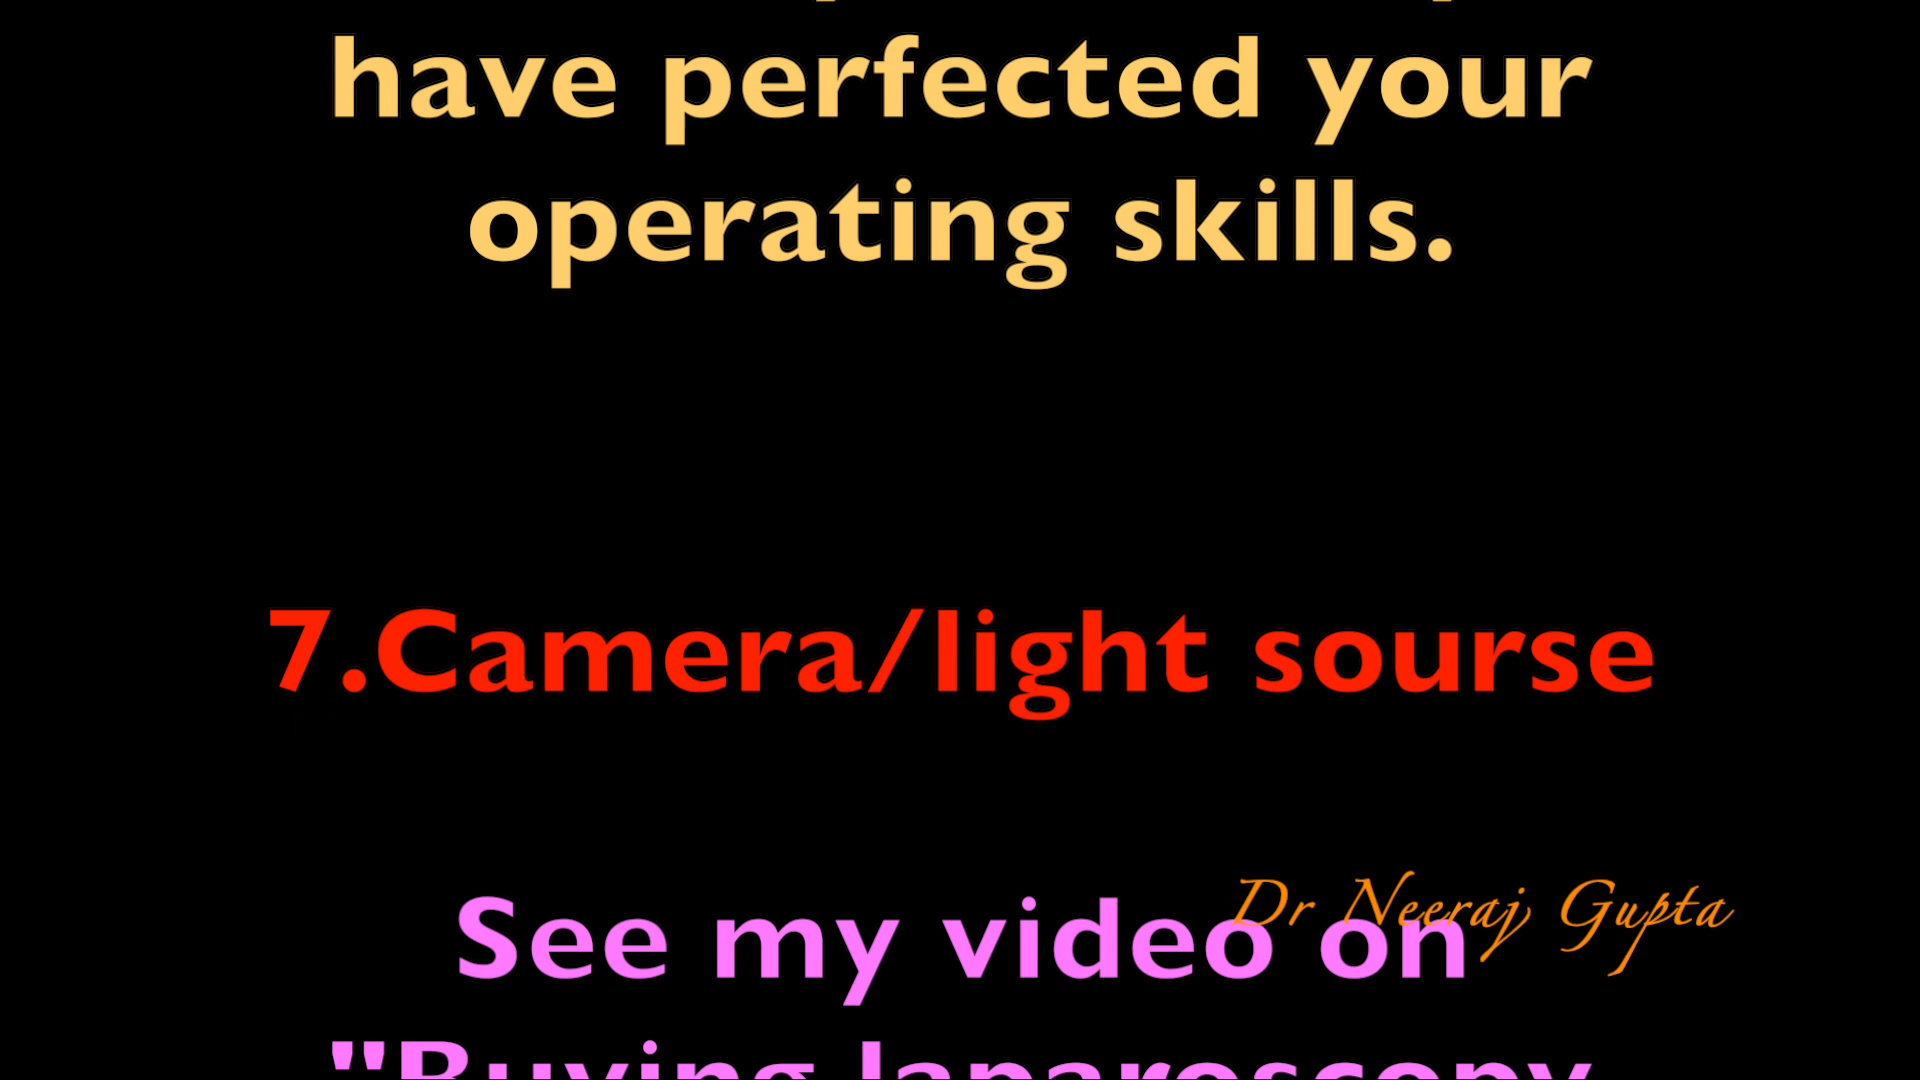 have perfected your
operating skills.
7.Camera/light sourse
See my video on
Dr Neeraj Gupta
"Buying laparoscopy